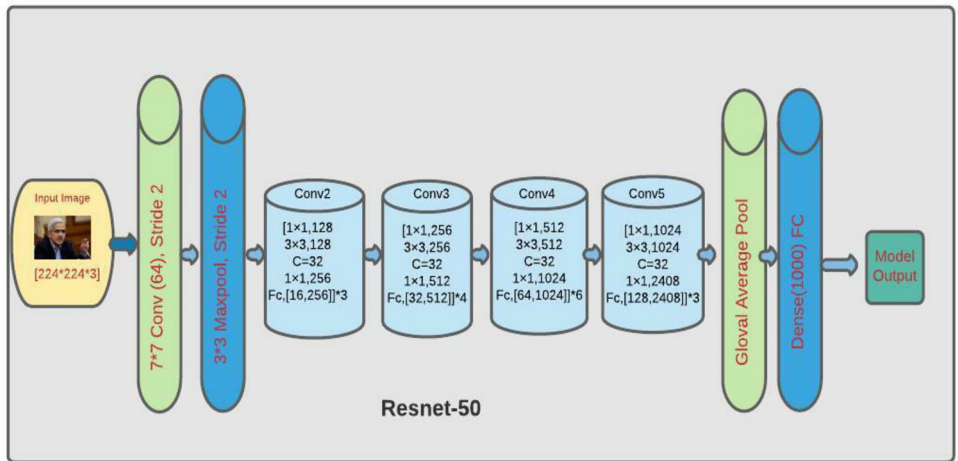 Input Image
[224*224*3]
7*7 Conv (64), Stride 2
3*3 Maxpool, Stride 2
Conv2
[1×1,128
3×3,128
C=32
1×1,256
Fc,[16,256]]*3
Conv3
[1×1,256
3×3,256
C=32
1×1,512
Fc,[32,512]]*4
Conv4
[1×1,512
3×3,512
C=32
1×1,1024
Fc,[64,1024]]*6
Conv5
[1×1,1024
3×3,1024
C=32
1×1,2408
Fc,[128,2408]]*3
Gloval Average Pool
Dense(1000) FC
Model
Output
Resnet-50